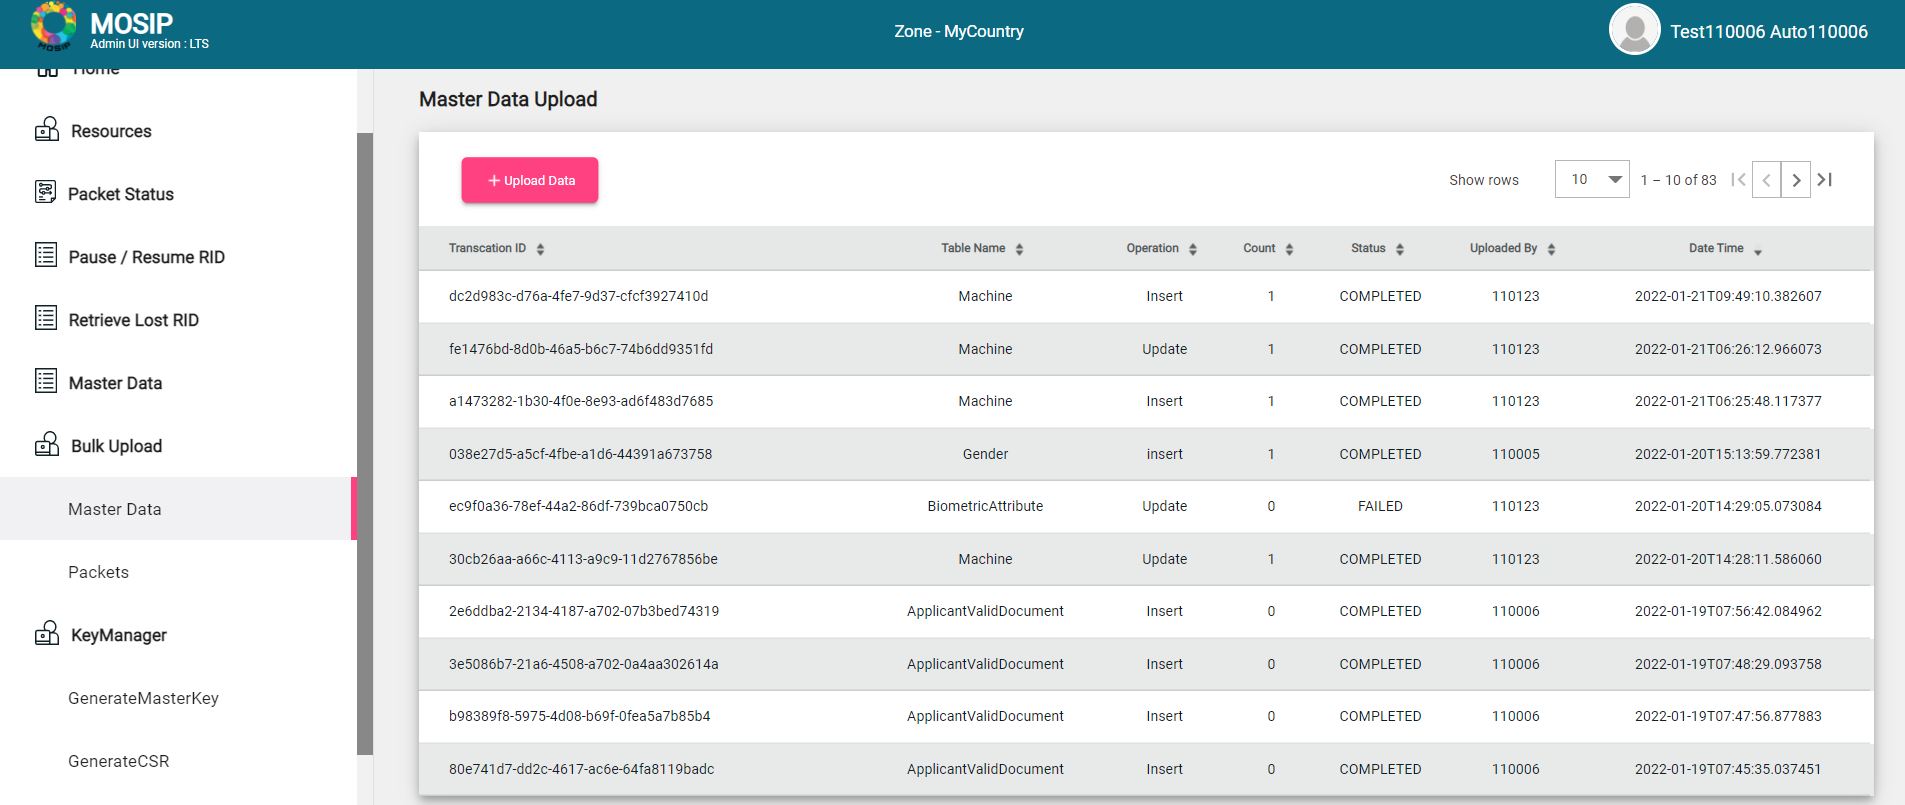 MOSIP
Admin UI version : LTS
MOSIP
Zone - MyCountry
Test110006 Auto110006
Home
Resources
Packet Status
Pause / Resume RID
Retrieve Lost RID
Master Data
Bulk Upload
Master Data
Packets
KeyManager
GenerateMasterKey
GenerateCSR
Master Data Upload
+ Upload Data
Show rows 10 1 – 10 of 83
Transcation ID Table Name Operation Count Status Uploaded By Date Time
dc2d983c-d76a-4fe7-9d37-cfcf3927410d Machine Insert 1 COMPLETED 110123 2022-01-21T09:49:10.382607
fe1476bd-8d0b-46a5-b6c7-74b6dd9351fd Machine Update 1 COMPLETED 110123 2022-01-21T06:26:12.966073
a1473282-1b30-4f0e-8e93-ad6f483d7685 Machine Insert 1 COMPLETED 110123 2022-01-21T06:25:48.117377
038e27d5-a5cf-4fbe-a1d6-44391a673758 Gender insert 1 COMPLETED 110005 2022-01-20T15:13:59.772381
ec9f0a36-78ef-44a2-86df-739bca0750cb BiometricAttribute Update 0 FAILED 110123 2022-01-20T14:29:05.073084
30cb26aa-a66c-4113-a9c9-11d2767856be Machine Update 1 COMPLETED 110123 2022-01-20T14:28:11.586060
2e6ddba2-2134-4187-a702-07b3bed74319 ApplicantValidDocument Insert 0 COMPLETED 110006 2022-01-19T07:56:42.084962
3e5086b7-21a6-4508-a702-0a4aa302614a ApplicantValidDocument Insert 0 COMPLETED 110006 2022-01-19T07:48:29.093758
b98389f8-5975-4d08-b69f-0fea5a7b85b4 ApplicantValidDocument Insert 0 COMPLETED 110006 2022-01-19T07:47:56.877883
80e741d7-dd2c-4617-ac6e-64fa8119badc ApplicantValidDocument Insert 0 COMPLETED 110006 2022-01-19T07:45:35.037451